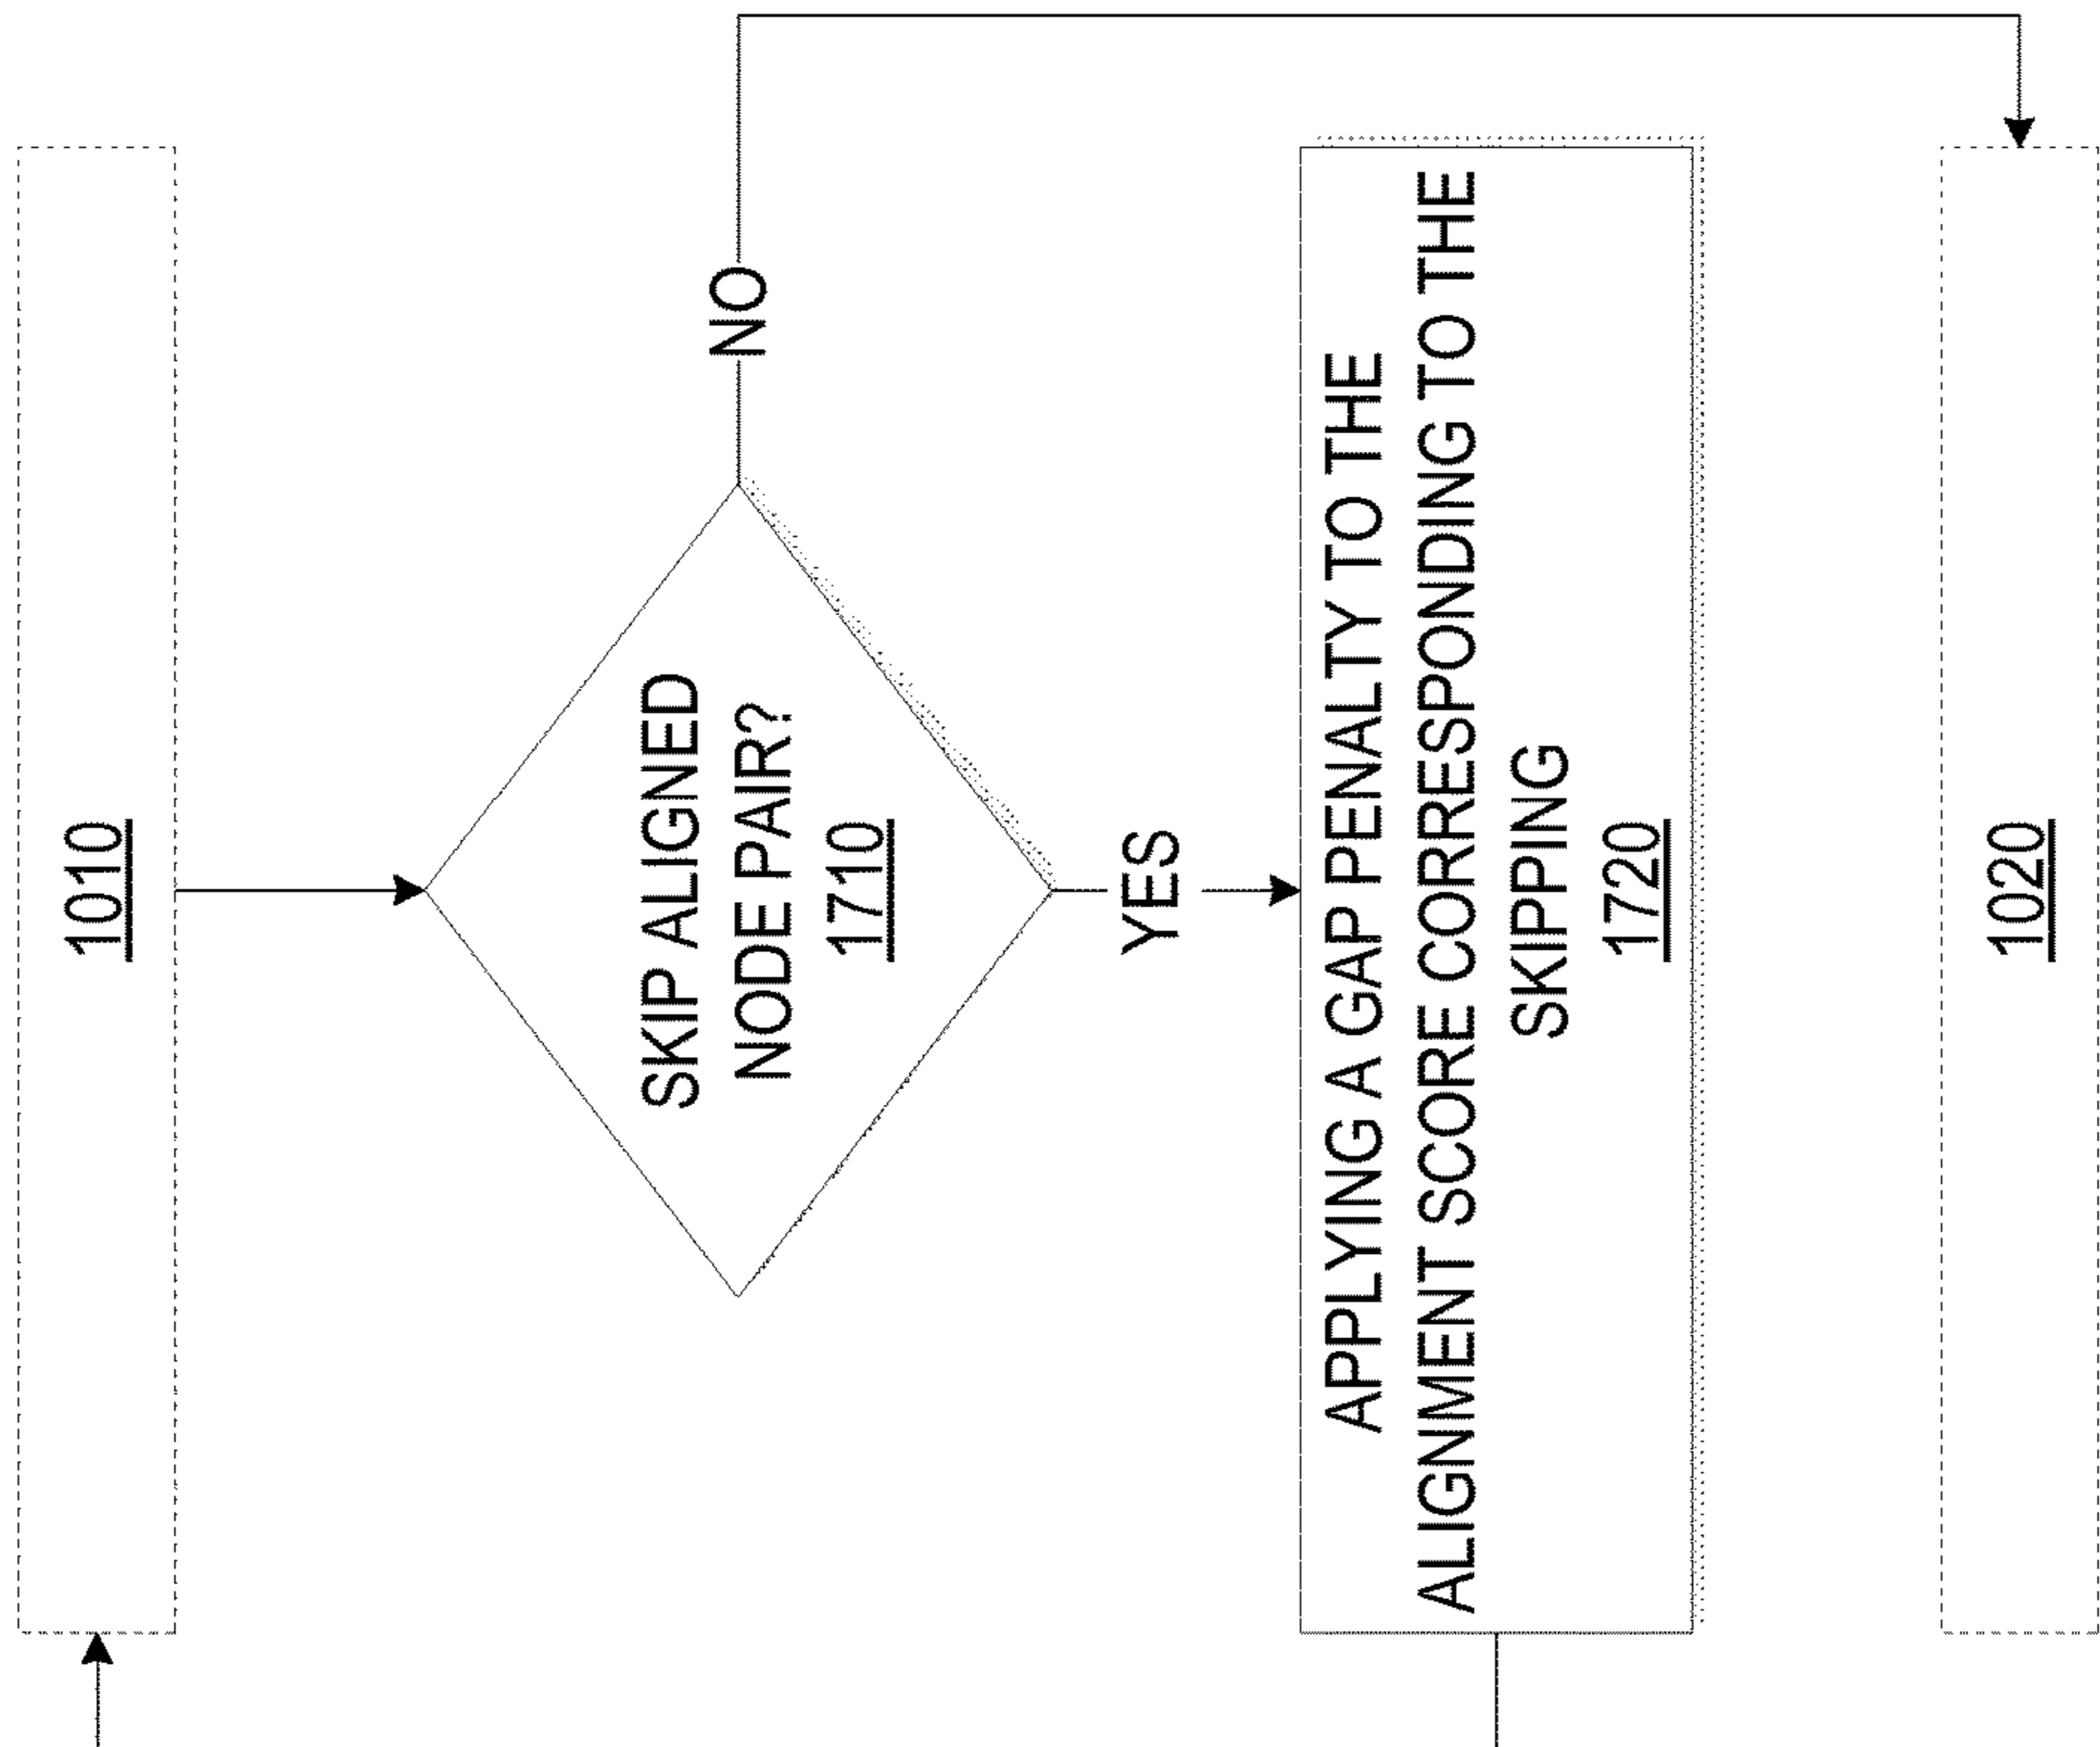 1010
SKIP ALIGNED
NODE PAIR?
1710
NO
YES
APPLYING A GAP PENALTY TO THE
ALIGNMENT SCORE CORRESPONDING TO THE
SKIPPING
1720
1020